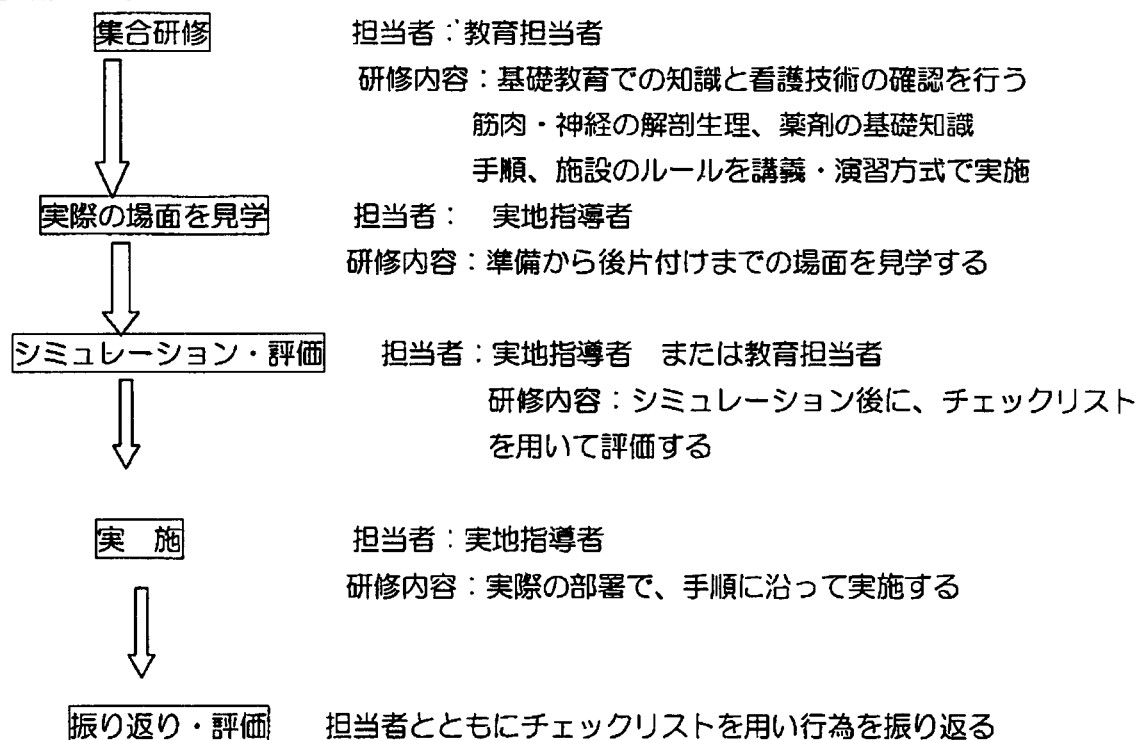 集合研修 担当者：教育担当者
研修内容：基礎教育での知識と看護技術の確認を行う
筋肉・神経の解剖生理、薬剤の基礎知識
手順、施設のルールを講義・演習方式で実施
実際の場面を見学 担当者： 実地指導者
研修内容：準備から後片付けまでの場面を見学する
シミュレーション・評価 担当者：実地指導者 または教育担当者
研修内容：シミュレーション後に、チェックリスト
を用いて評価する
実 施 担当者：実地指導者
研修内容：実際の部署で、手順に沿って実施する
振り返り・評価 担当者とともにチェックリストを用い行為を振り返る